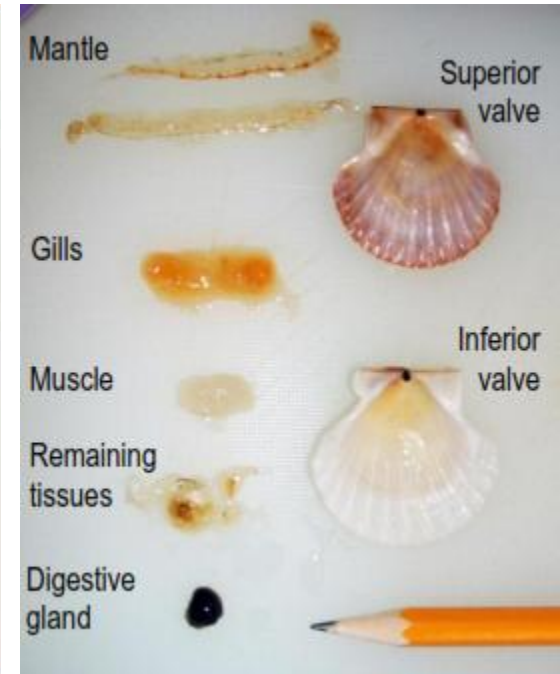 Mantle
Superior
valve
Gills
Inferior
valve
Muscle
Remaining
tissues
Digestive
gland